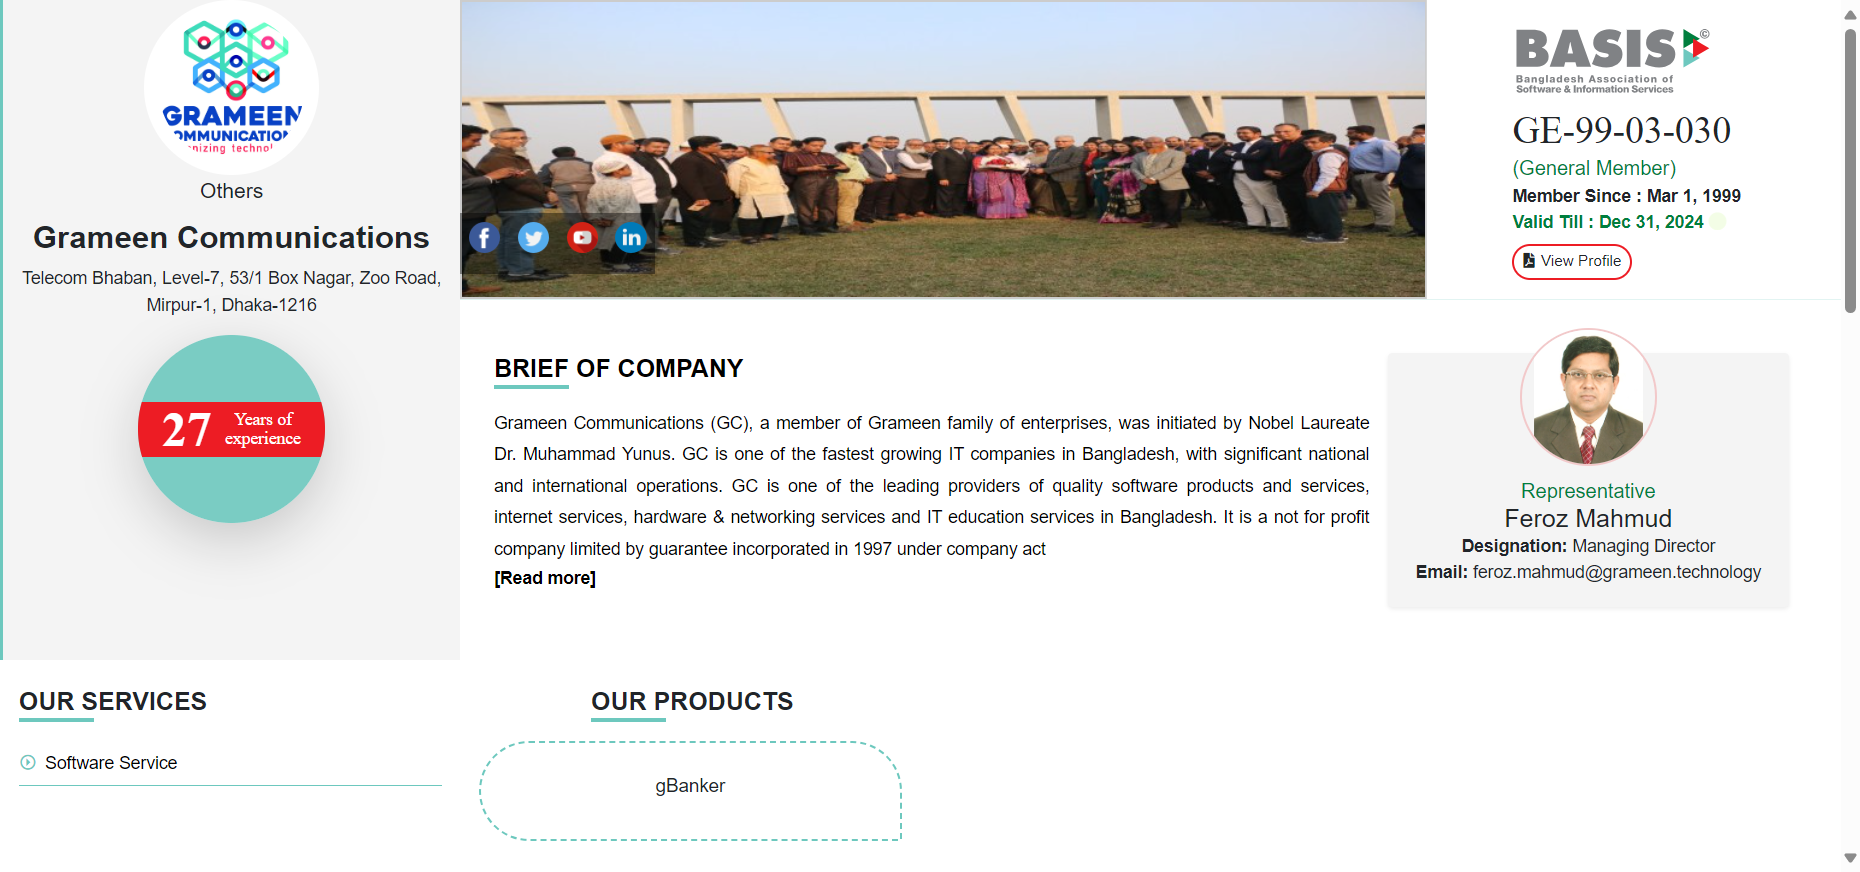 GRAMEEN
OMMUNICATION
nizing technol
Others
Grameen Communications
Telecom Bhaban, Level-7, 53/1 Box Nagar, Zoo Road,
Mirpur-1, Dhaka-1216
27 Years of
experience
BASIS ©
Bangladesh Association of
Software & Information Services
GE-99-03-030
(General Member)
Member Since : Mar 1, 1999
Valid Till : Dec 31, 2024
View Profile
BRIEF OF COMPANY
Grameen Communications (GC), a member of Grameen family of enterprises, was initiated by Nobel Laureate
Dr. Muhammad Yunus. GC is one of the fastest growing IT companies in Bangladesh, with significant national
and international operations. GC is one of the leading providers of quality software products and services,
internet services, hardware & networking services and IT education services in Bangladesh. It is a not for profit
company limited by guarantee incorporated in 1997 under company act
[Read more]
Representative
Feroz Mahmud
Designation: Managing Director
Email: feroz.mahmud@grameen.technology
OUR SERVICES
Software Service
OUR PRODUCTS
gBanker